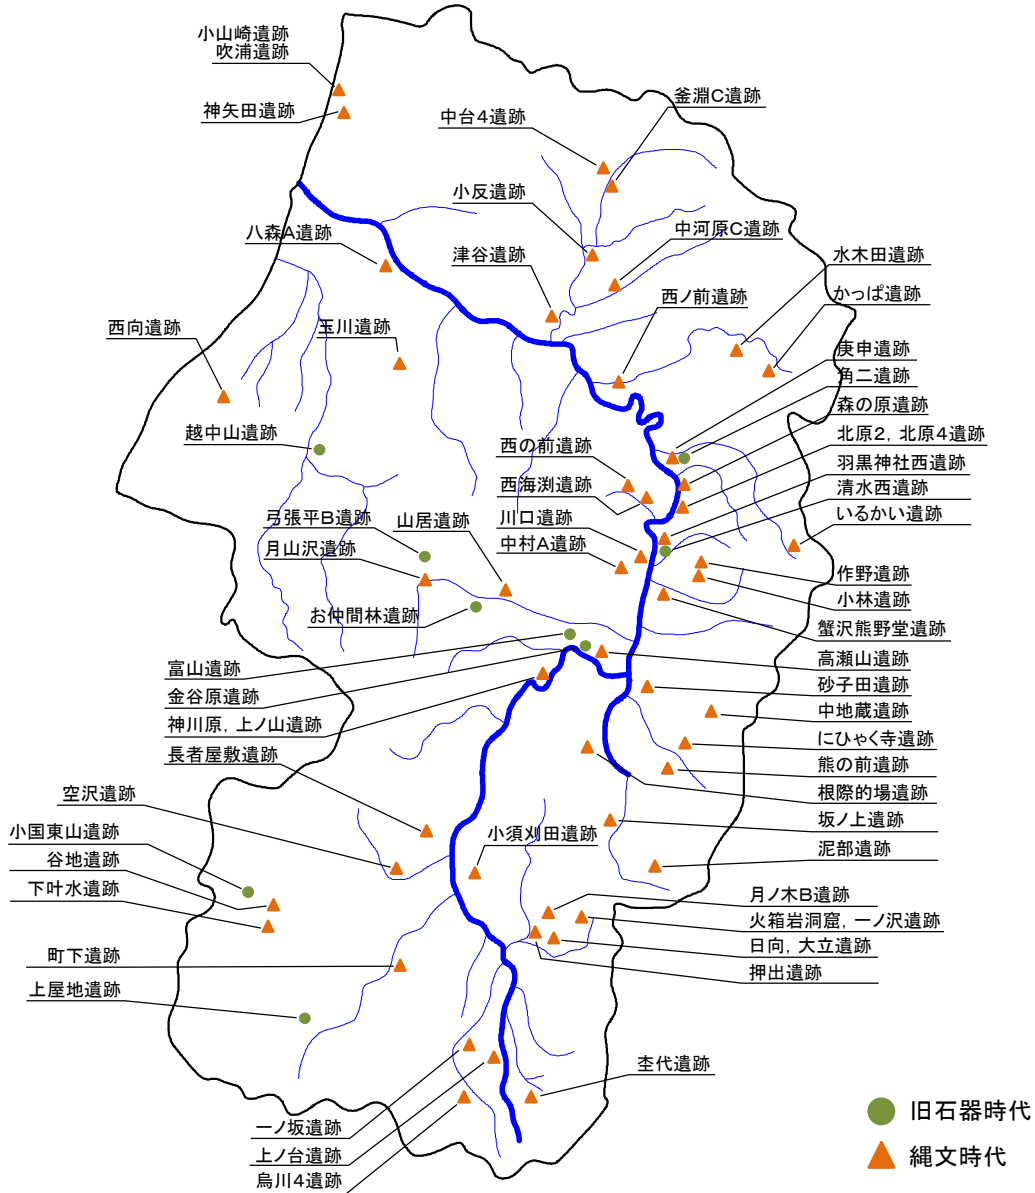 小山崎遺跡
吹浦遺跡
神矢田遺跡
釜淵C遺跡
中台4遺跡
小反遺跡
中河原C遺跡
八森A遺跡
津谷遺跡
水木田遺跡
西ノ前遺跡
かっぱ遺跡
西向遺跡
玉川遺跡
庚申遺跡
角二遺跡
森の原遺跡
越中山遺跡
西の前遺跡
北原2,北原4遺跡
羽黒神社西遺跡
西海渕遺跡
清水西遺跡
弓張平B遺跡
山居遺跡
川口遺跡
いるかい遺跡
月山沢遺跡
中村A遺跡
作野遺跡
小林遺跡
お仲間林遺跡
蟹沢熊野堂遺跡
富山遺跡
高瀬山遺跡
金谷原遺跡
砂子田遺跡
神川原,上ノ山遺跡
中地蔵遺跡
長者屋敷遺跡
にひゃく寺遺跡
熊の前遺跡
空沢遺跡
根際的場遺跡
小国東山遺跡
小須刈田遺跡
坂ノ上遺跡
谷地遺跡
泥部遺跡
下叶水遺跡
月ノ木B遺跡
火箱岩洞窟,一ノ沢遺跡
町下遺跡
日向,大立遺跡
押出遺跡
上屋地遺跡
杢代遺跡
一ノ坂遺跡
上ノ台遺跡
烏川4遺跡
旧石器時代
縄文時代